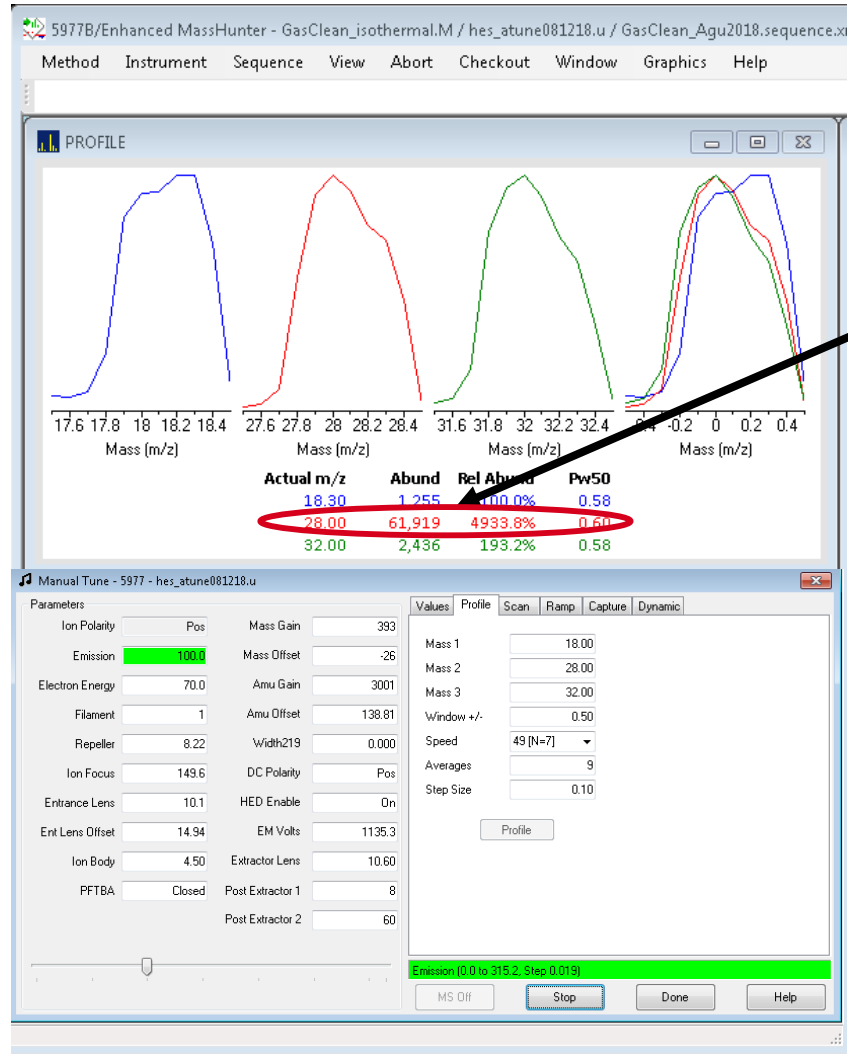 5977B/Enhanced MassHunter - GasClean_isothermal.M / hes_atune081218.u / GasClean_Agu2018.sequence.x
Method Instrument Sequence View Abort Checkout Window Graphics Help
PROFILE
17.6 17.8 18 18.2 18.4 27.6 27.8 28 28.2 28.4 31.6 31.8 32 32.2 32.4 -0.4 -0.2 0 0.2 0.4
Mass (m/z) Mass (m/z) Mass (m/z) Mass (m/z)
Actual m/z Abund Rel Abund Pw50
18.30 1,255 100.0% 0.58
28.00 61,919 4933.8% 0.60
32.00 2,436 193.2% 0.58
Manual Tune - 5977 - hes_atune081218.u
Parameters
Ion Polarity Pos Mass Gain 393
Emission 100.0 Mass Offset -26
Electron Energy 70.0 Amu Gain 3001
Filament 1 Amu Offset 138.81
Repeller 8.22 Width219 0.000
Ion Focus 149.6 DC Polarity Pos
Entrance Lens 10.1 HED Enable On
Ent Lens Offset 14.94 EM Volts 1135.3
Ion Body 4.50 Extractor Lens 10.60
PFTBA Closed Post Extractor 1 8
Post Extractor 2 60
Values Profile Scan Ramp Capture Dynamic
Mass 1 18.00
Mass 2 28.00
Mass 3 32.00
Window +/- 0.50
Speed 49 [N=7]
Averages 9
Step Size 0.10
Profile
Emission (0.0 to 315.2, Step 0.019)
MS Off Stop Done Help